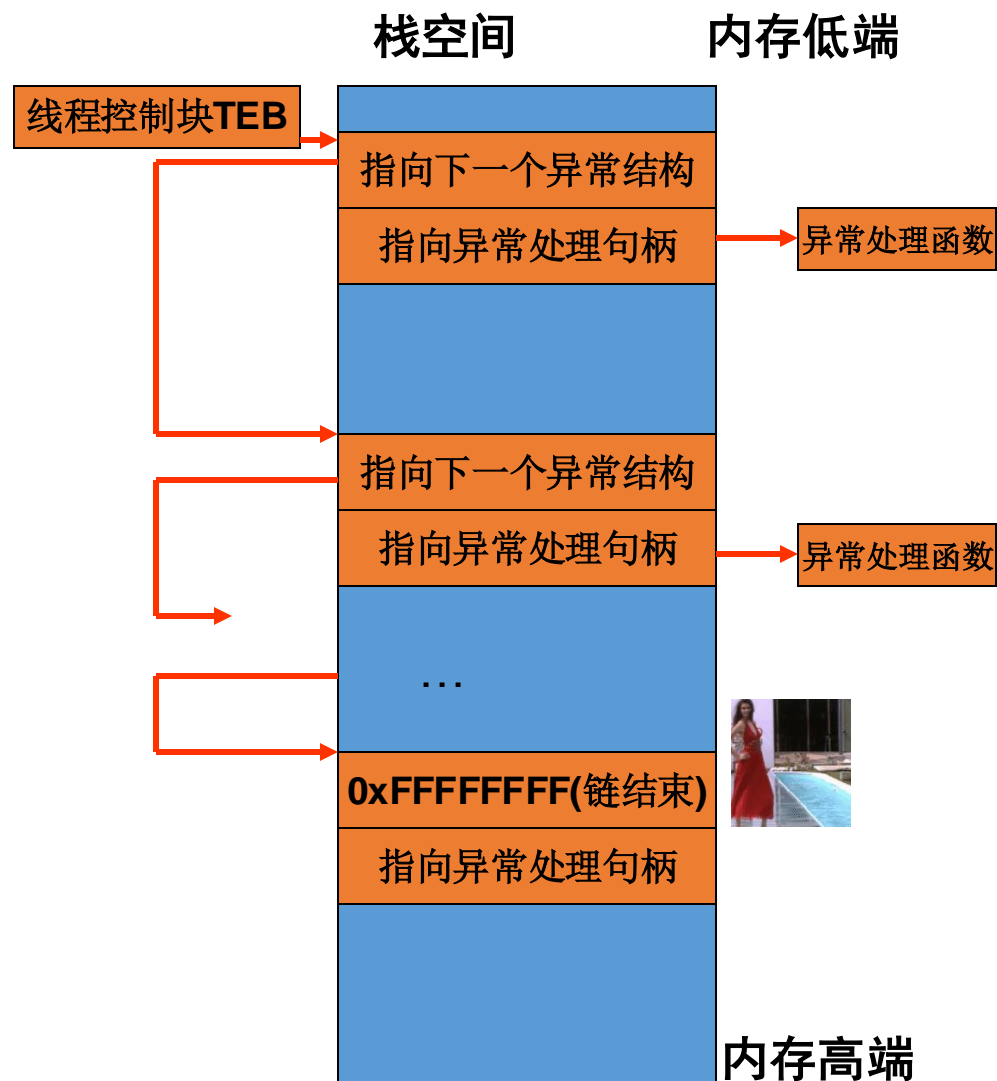 栈空间
内存低端
线程控制块TEB
指向下一个异常结构
指向异常处理句柄
异常处理函数
指向下一个异常结构
指向异常处理句柄
异常处理函数
...
0xFFFFFFFF(链结束)
指向异常处理句柄
内存高端